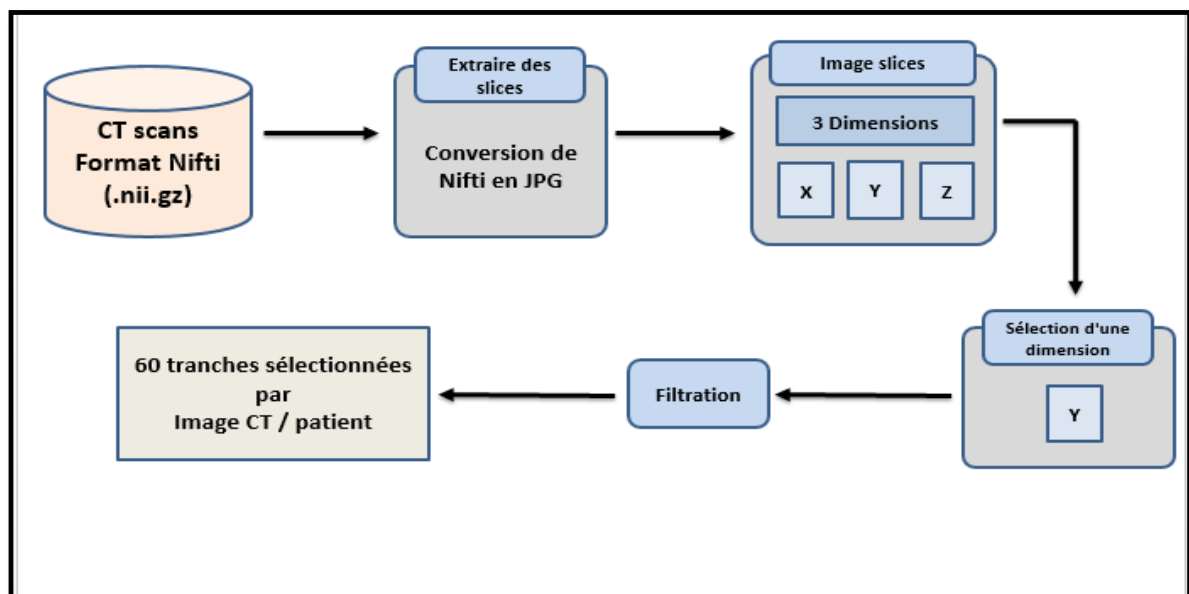 CT scans
Format Nifti
(.nii.gz)
Extraire des
slices
Conversion de
Nifti en JPG
Image slices
3 Dimensions
X
Y
Z
Sélection d'une
dimension
Y
Filtration
60 tranches sélectionnées
par
Image CT / patient